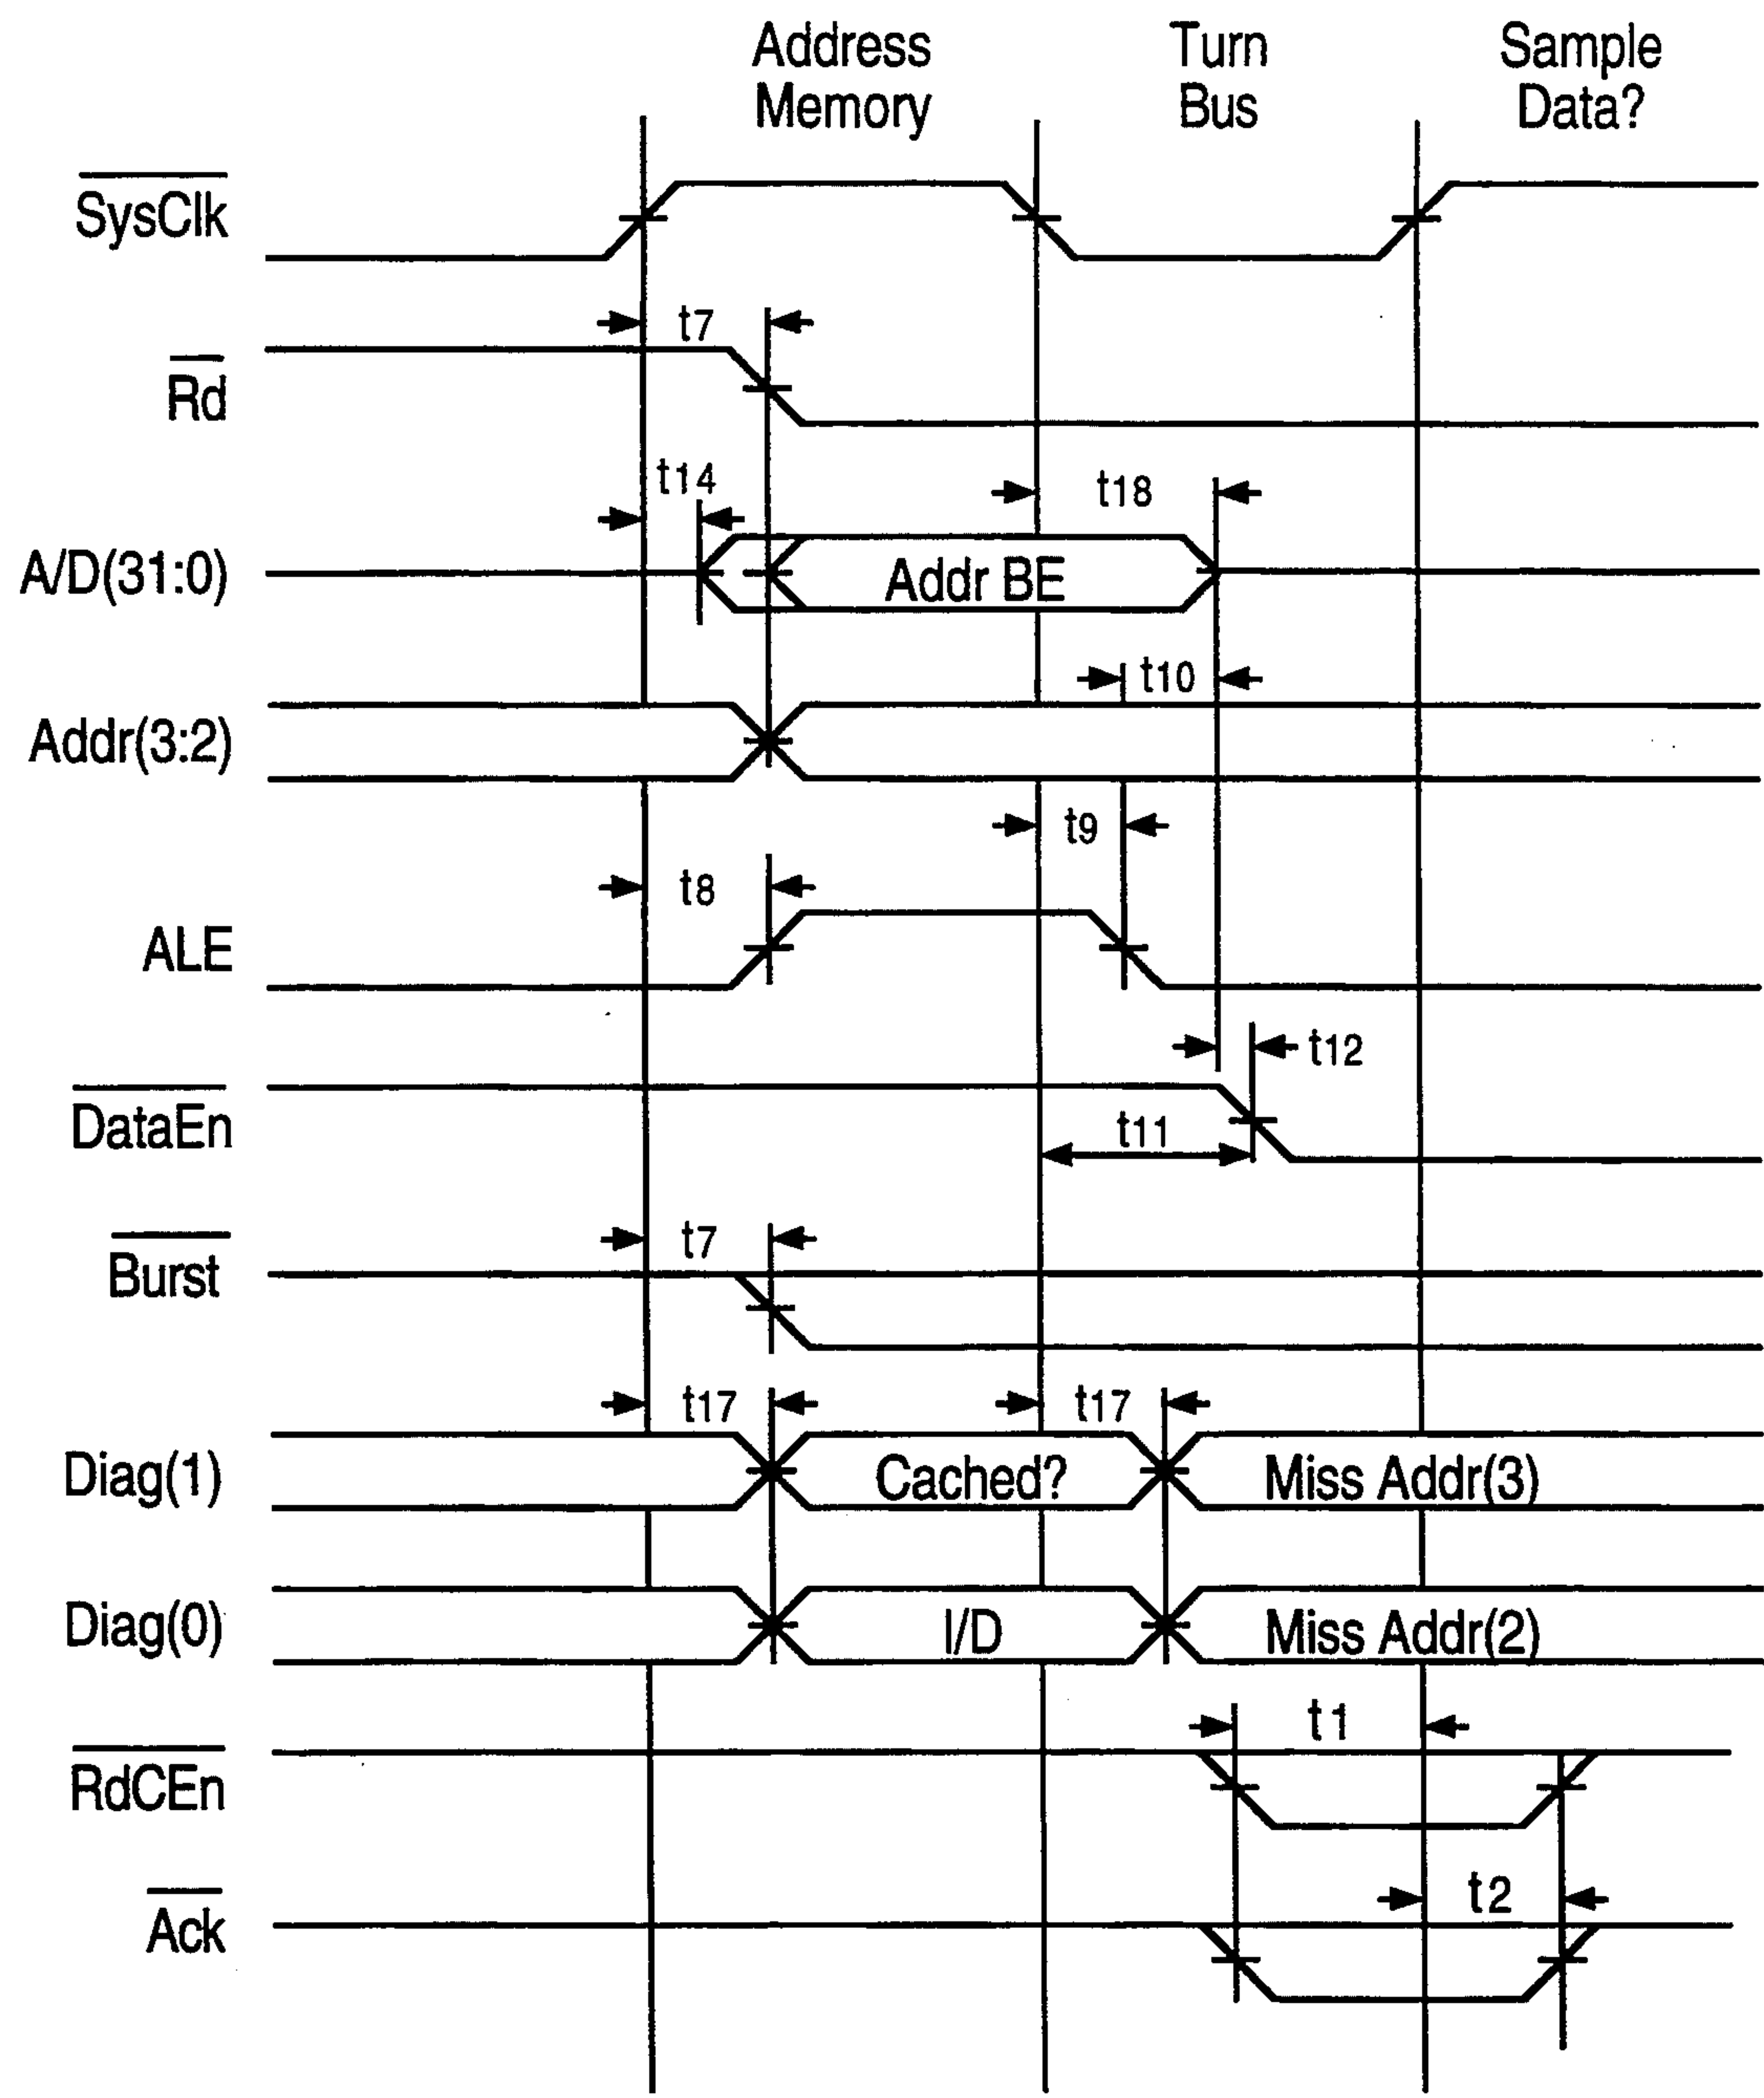 Address Memory
Turn Bus
Sample Data?
SysClk
t7
Rd
t14
t18
A/D(31:0)
Addr BE
t10
Addr(3:2)
t9
t8
ALE
t12
DataEn
t11
t7
Burst
t17
t17
Diag(1)
Cached?
Miss Addr(3)
Diag(0)
I/D
Miss Addr(2)
t1
RdCEn
t2
Ack